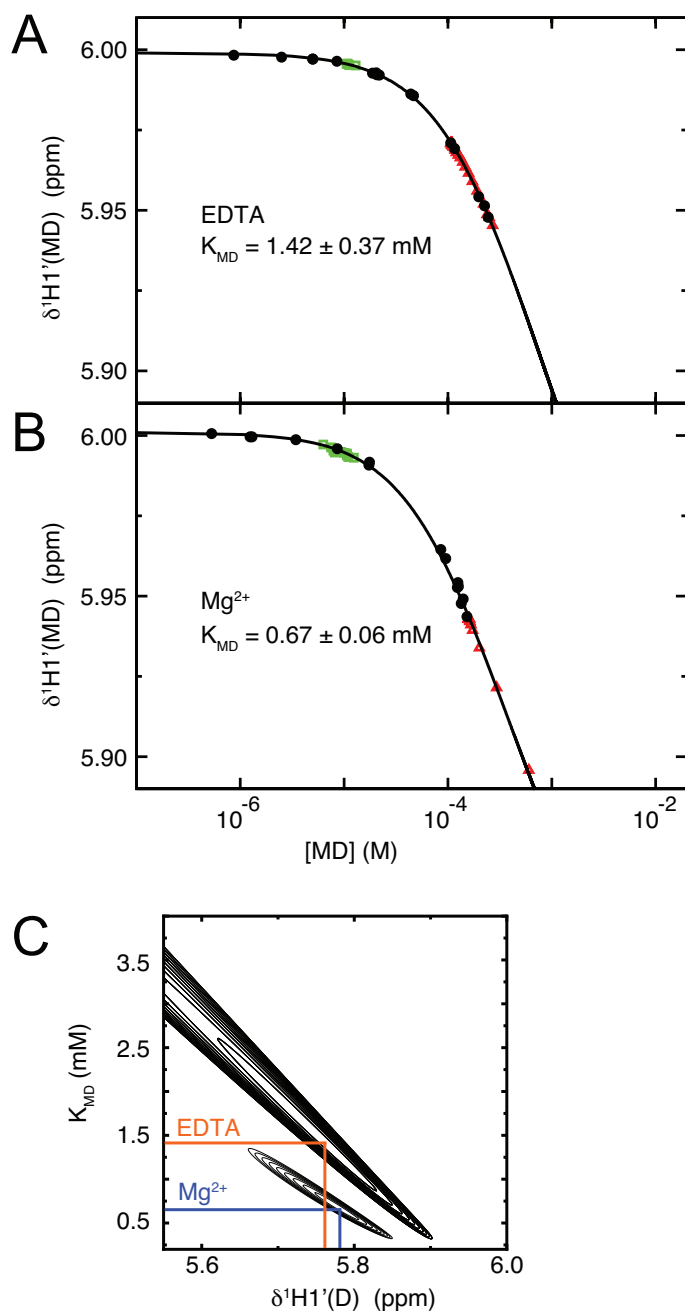 A
6.00
5.95
5.90
δ¹H1'(MD) (ppm)
EDTA
K_MD = 1.42 ± 0.37 mM
B
6.00
5.95
5.90
δ¹H1'(MD) (ppm)
Mg²⁺
K_MD = 0.67 ± 0.06 mM
10⁻⁶ 10⁻⁴ 10⁻²
[MD] (M)
C
3.5
2.5
1.5
0.5
K_MD (mM)
EDTA
Mg²⁺
5.6 5.8 6.0
δ¹H1'(D) (ppm)